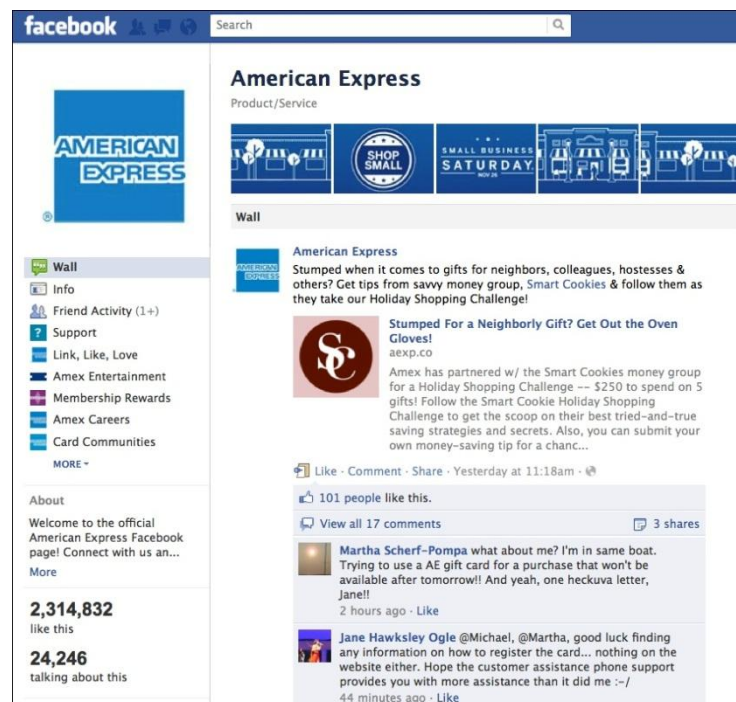 facebook
Search
American Express
Product/Service
AMERICAN
EXPRESS
®
SHOP
SMALL
SMALL BUSINESS
SATURDAY
NOV 26
Wall
Wall
Info
Friend Activity (1+)
Support
Link, Like, Love
Amex Entertainment
Membership Rewards
Amex Careers
Card Communities
MORE
About
Welcome to the official
American Express Facebook
page! Connect with us an...
More
2,314,832
like this
24,246
talking about this
AMERICAN
EXPRESS
American Express
Stumped when it comes to gifts for neighbors, colleagues, hostesses &
others? Get tips from savvy money group, Smart Cookies & follow them as
they take our Holiday Shopping Challenge!
SC
Stumped For a Neighborly Gift? Get Out the Oven
Gloves!
aexp.co
Amex has partnered w/ the Smart Cookies money group
for a Holiday Shopping Challenge -- $250 to spend on 5
gifts! Follow the Smart Cookie Holiday Shopping
Challenge to get the scoop on their best tried-and-true
saving strategies and secrets. Also, you can submit your
own money-saving tip for a chanc...
Like · Comment · Share · Yesterday at 11:18am ·
101 people like this.
View all 17 comments
3 shares
Martha Scherf-Pompa what about me? I'm in same boat.
Trying to use a AE gift card for a purchase that won't be
available after tomorrow!! And yeah, one heckuva letter,
Jane!!
2 hours ago · Like
Jane Hawksley Ogle @Michael, @Martha, good luck finding
any information on how to register the card... nothing on the
website either. Hope the customer assistance phone support
provides you with more assistance than it did me :-/
44 minutes ago · Like